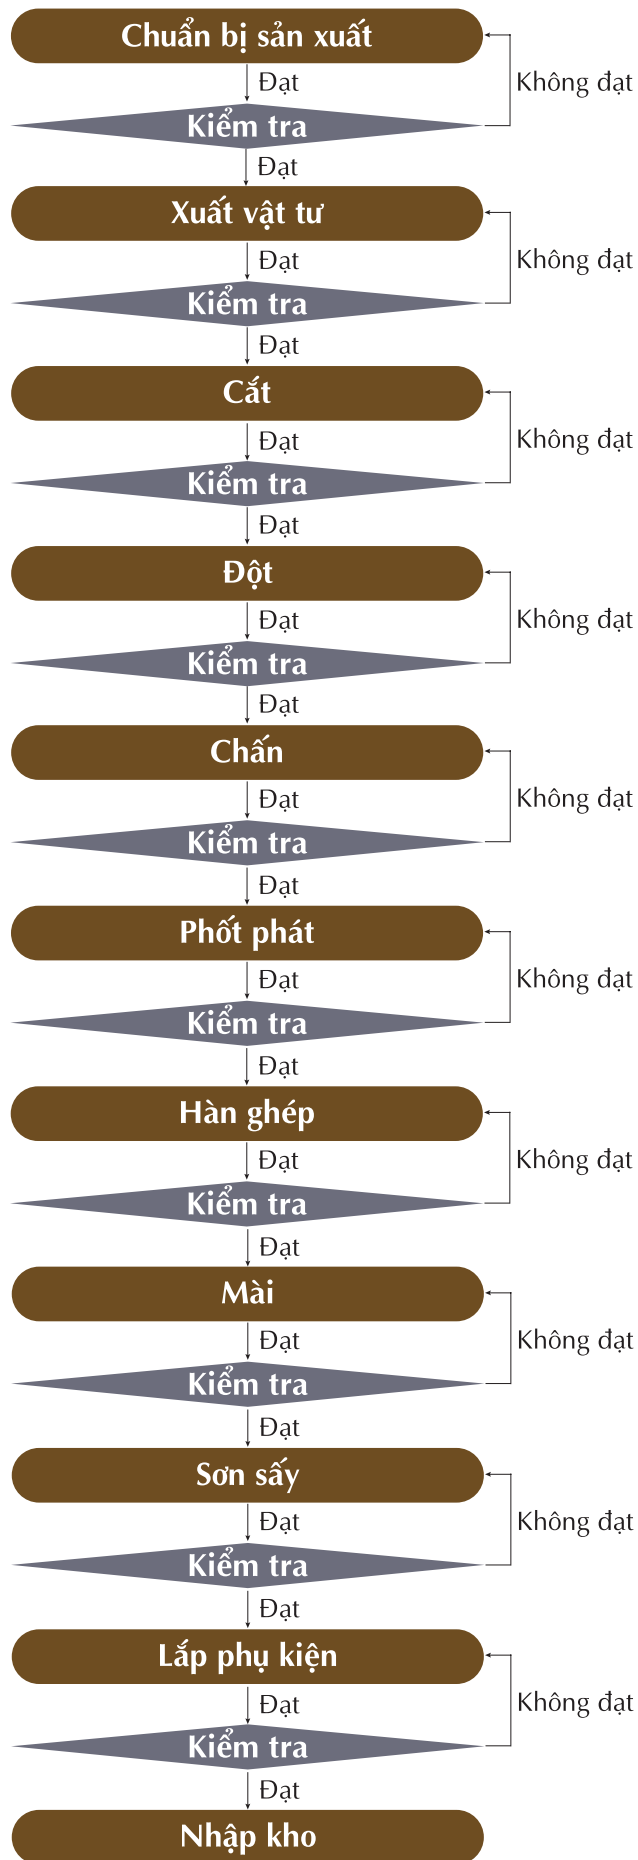 Chuẩn bị sản xuất
Đạt
Không đạt
Kiểm tra
Đạt
Xuất vật tư
Đạt
Không đạt
Kiểm tra
Đạt
Cắt
Đạt
Không đạt
Kiểm tra
Đạt
Đột
Đạt
Không đạt
Kiểm tra
Đạt
Chấn
Đạt
Không đạt
Kiểm tra
Đạt
Phốt phát
Đạt
Không đạt
Kiểm tra
Đạt
Hàn ghép
Đạt
Không đạt
Kiểm tra
Đạt
Mài
Đạt
Không đạt
Kiểm tra
Đạt
Sơn sấy
Đạt
Không đạt
Kiểm tra
Đạt
Lắp phụ kiện
Đạt
Không đạt
Kiểm tra
Đạt
Nhập kho